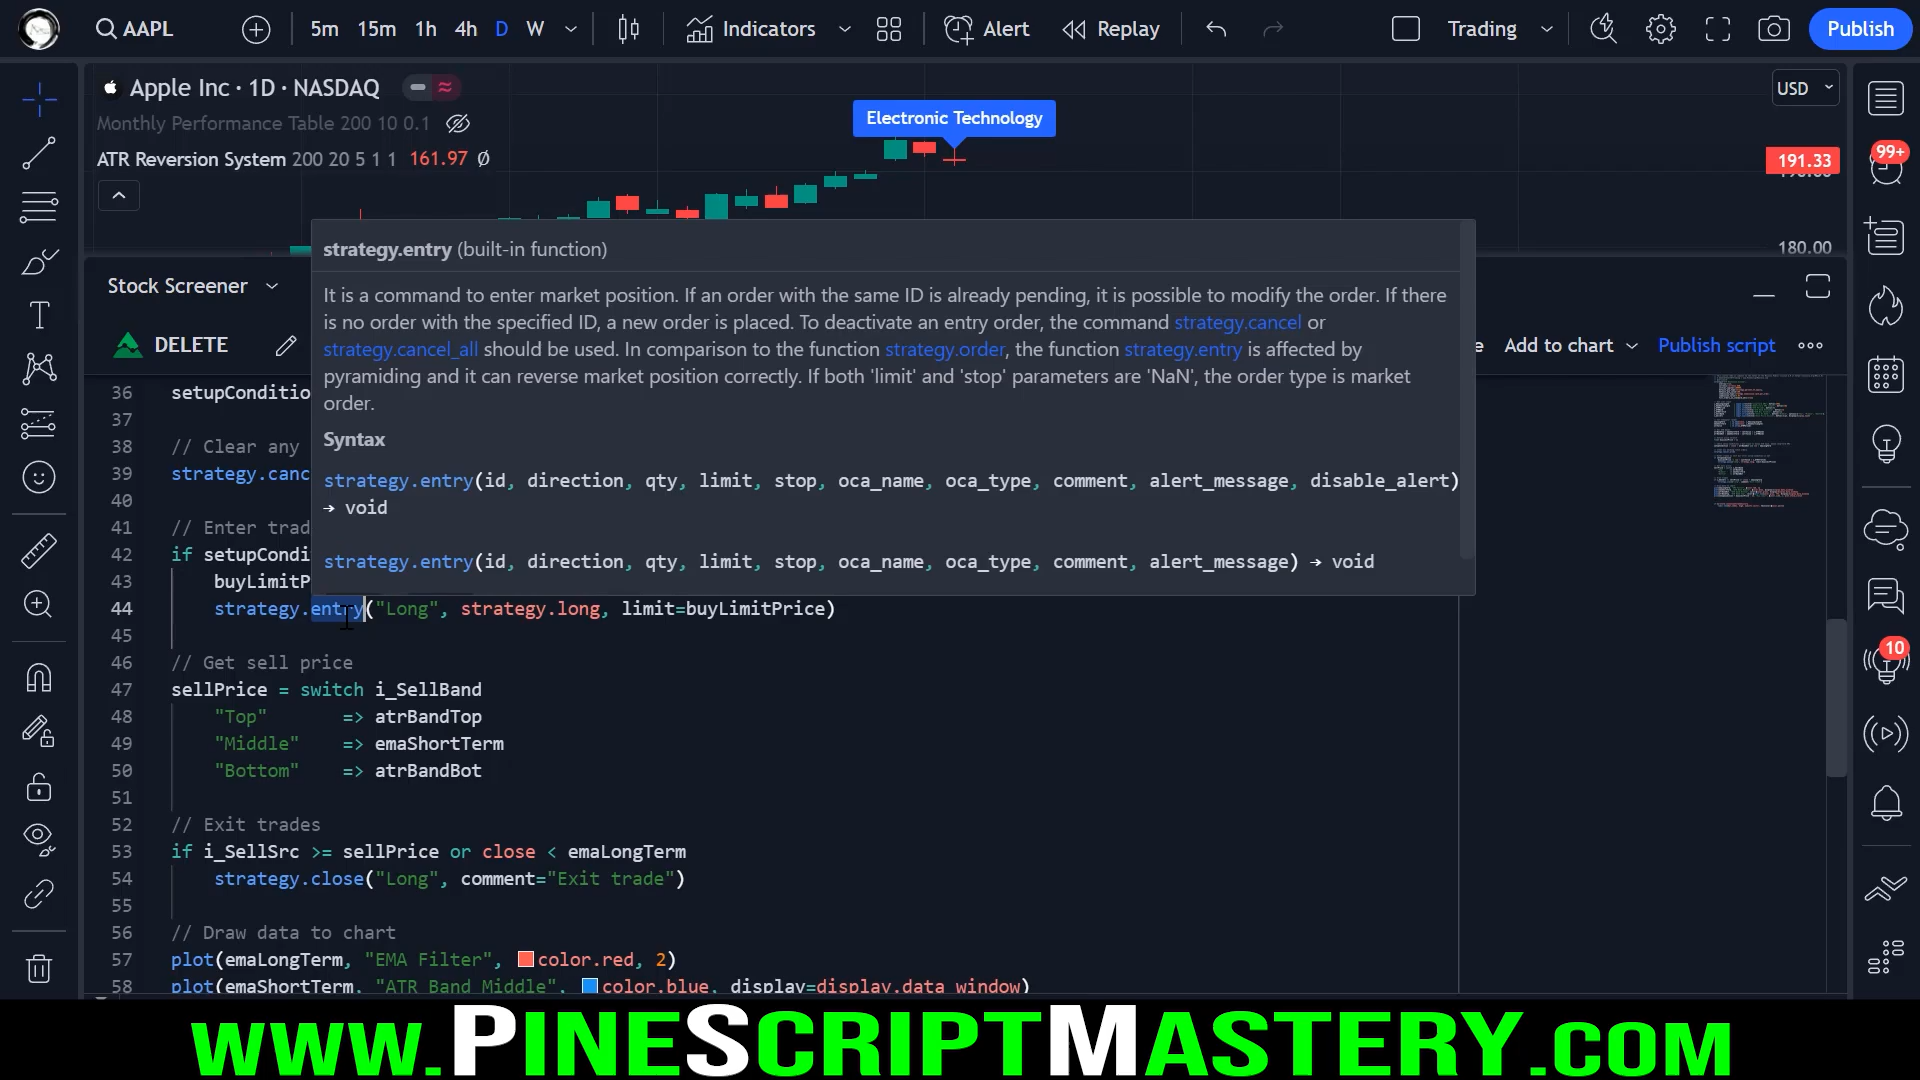 AAPL
5m 15m 1h 4h D W
Indicators
Alert
Replay
Trading
Publish
Apple Inc · 1D · NASDAQ
USD
Monthly Performance Table 200 10 0.1
Electronic Technology
ATR Reversion System 200 20 5 1 1 161.97 Ø
191.33
99+
180.00
strategy.entry (built-in function)
Stock Screener
It is a command to enter market position. If an order with the same ID is already pending, it is possible to modify the order. If there
is no order with the specified ID, a new order is placed. To deactivate an entry order, the command strategy.cancel or
strategy.cancel_all should be used. In comparison to the function strategy.order, the function strategy.entry is affected by
pyramiding and it can reverse market position correctly. If both 'limit' and 'stop' parameters are 'NaN', the order type is market
order.
DELETE
e Add to chart Publish script
Syntax
strategy.entry(id, direction, qty, limit, stop, oca_name, oca_type, comment, alert_message, disable_alert)
→ void
strategy.entry(id, direction, qty, limit, stop, oca_name, oca_type, comment, alert_message) → void
36 setupConditio
37
38 // Clear any
39 strategy.canc
40
41 // Enter trad
42 if setupCondi
43 buyLimitP
44 strategy.entry("Long", strategy.long, limit=buyLimitPrice)
45
46 // Get sell price
47 sellPrice = switch i_SellBand
48 "Top" => atrBandTop
49 "Middle" => emaShortTerm
50 "Bottom" => atrBandBot
51
52 // Exit trades
53 if i_SellSrc >= sellPrice or close < emaLongTerm
54 strategy.close("Long", comment="Exit trade")
55
56 // Draw data to chart
57 plot(emaLongTerm, "EMA Filter", color.red, 2)
58 plot(emaShortTerm, "ATR Band Middle", color.blue, display=display.data_window)
10
www.PineScriptMastery.com